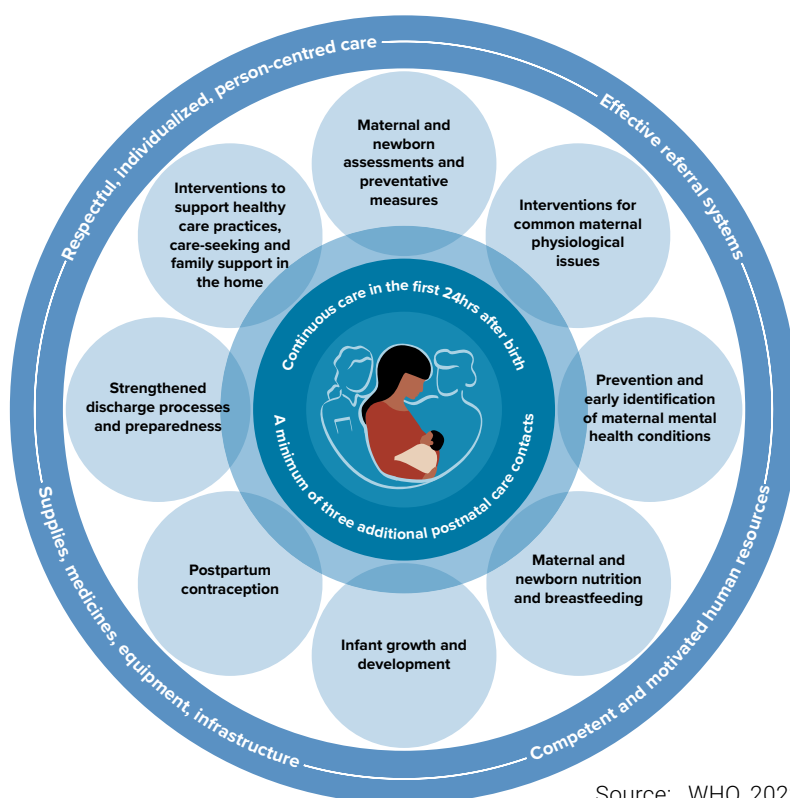 Respectful, individualized, person-centred care
Effective referral systems
Maternal and
newborn
assessments and
preventative
measures
Interventions to
support healthy
care practices,
care-seeking and
family support in
the home
Interventions for
common maternal
physiological
issues
Continuous care in the first 24hrs after birth
Strengthened
discharge processes
and preparedness
Prevention and
early identification
of maternal mental
health conditions
A minimum of three additional postnatal care contacts
Postpartum
contraception
Maternal and
newborn nutrition
and breastfeeding
Infant growth and
development
Supplies, medicines, equipment, infrastructure
Competent and motivated human resources
Source: WHO, 202